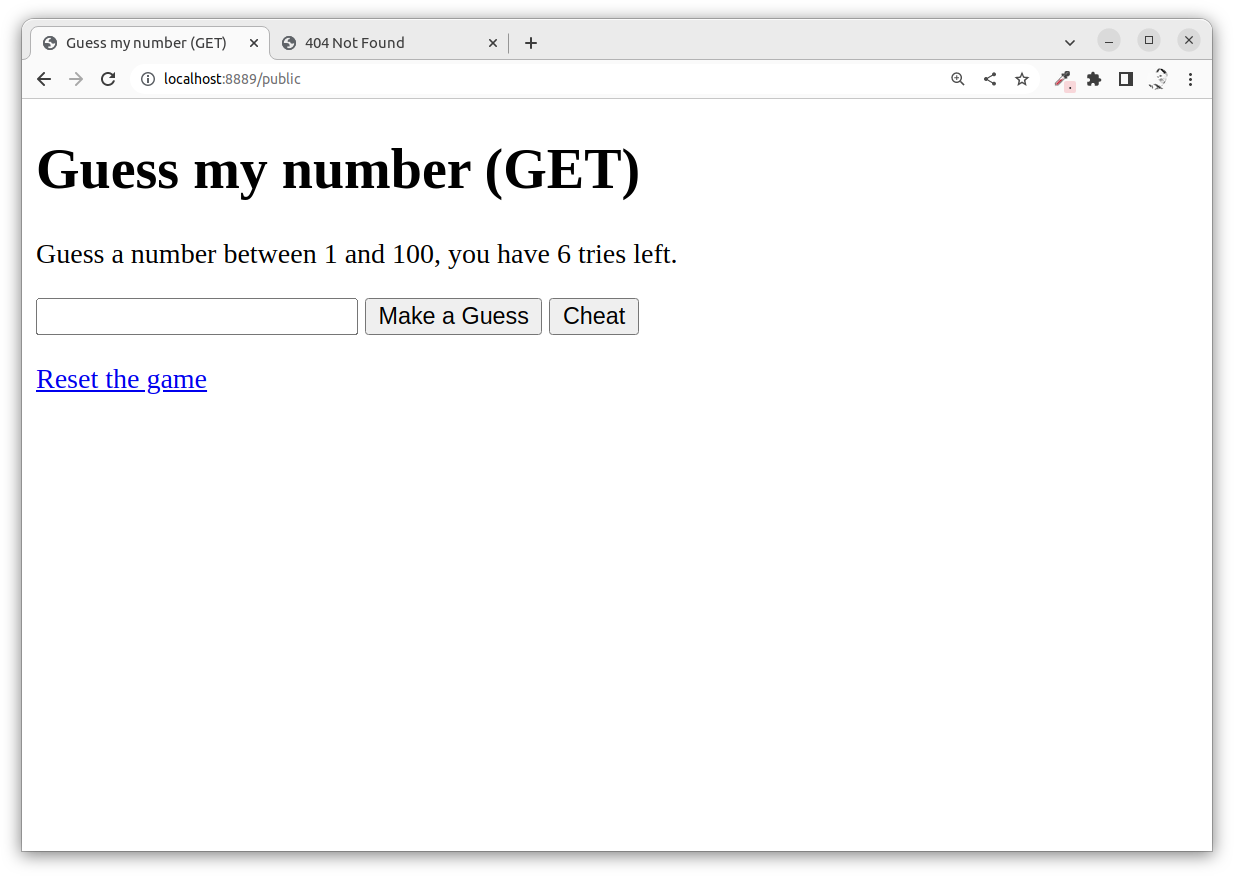 Guess my number (GET)
404 Not Found
localhost:8889/public
Guess my number (GET)
Guess a number between 1 and 100, you have 6 tries left.
Make a Guess Cheat
Reset the game